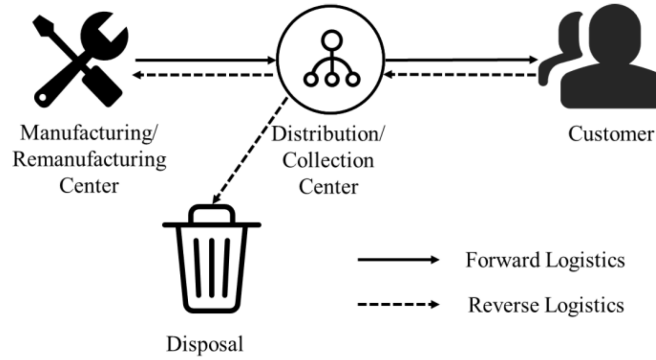 Manufacturing/
Remanufacturing
Center
Distribution/
Collection
Center
Customer
Forward Logistics
Reverse Logistics
Disposal